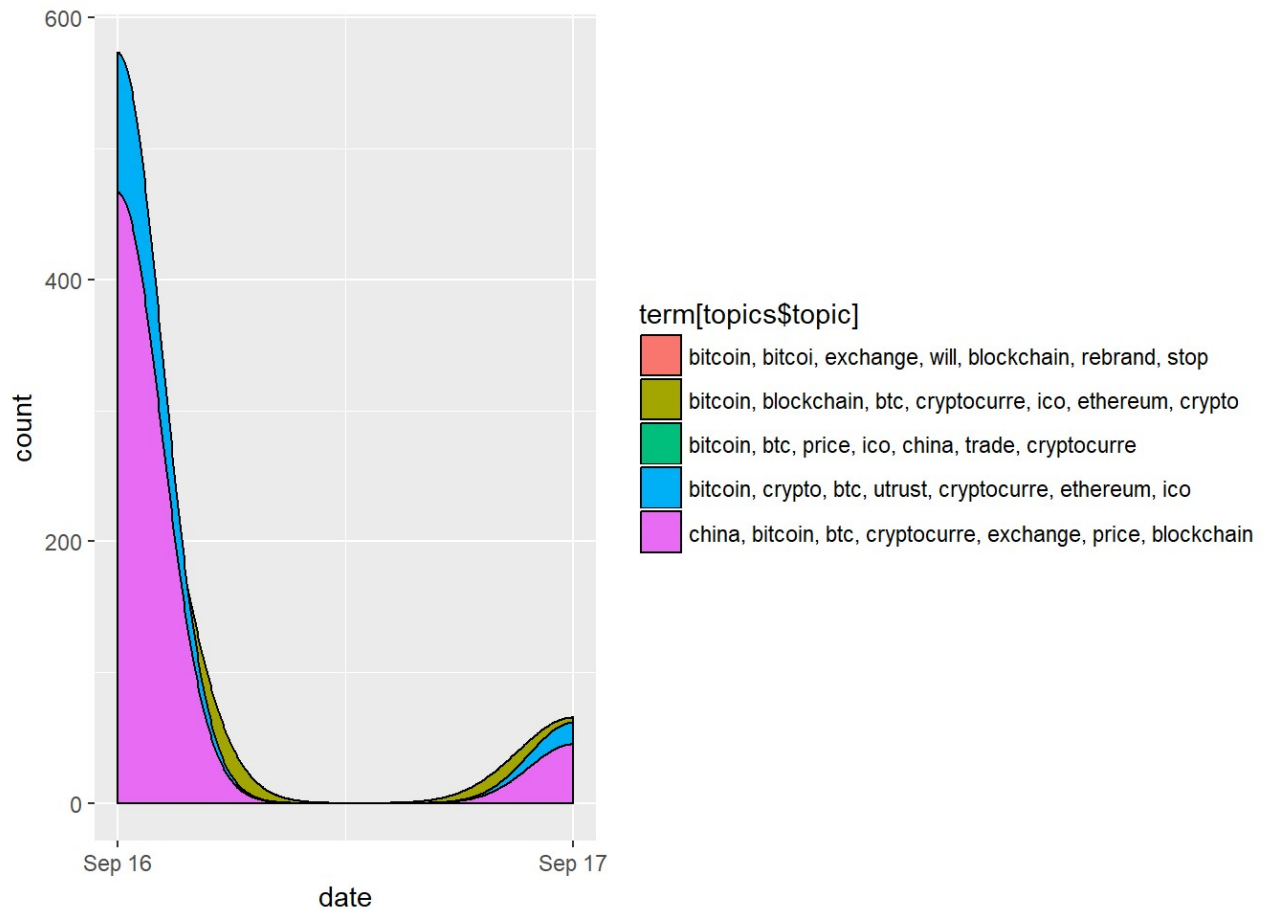 600
400
200
0
count
Sep 16
Sep 17
date
term[topics$topic]
bitcoin, bitcoi, exchange, will, blockchain, rebrand, stop
bitcoin, blockchain, btc, cryptocurre, ico, ethereum, crypto
bitcoin, btc, price, ico, china, trade, cryptocurre
bitcoin, crypto, btc, utrust, cryptocurre, ethereum, ico
china, bitcoin, btc, cryptocurre, exchange, price, blockchain